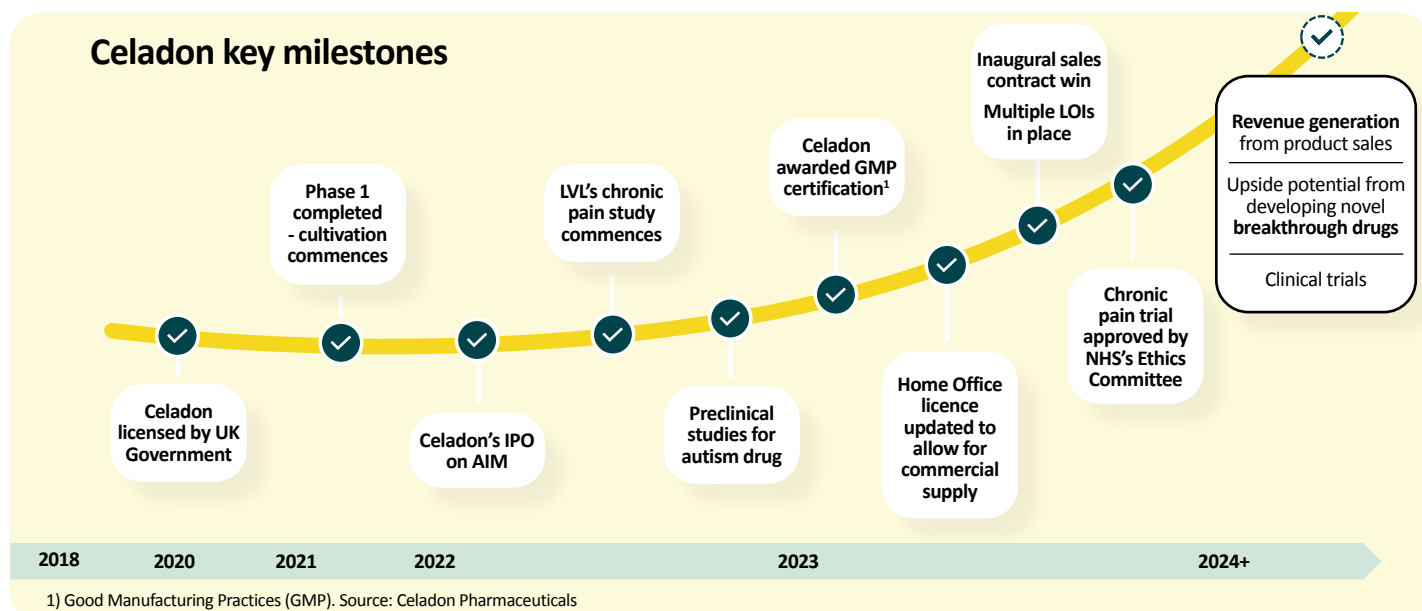 Celadon key milestones
Celadon
licensed by UK
Government
Phase 1
completed
- cultivation
commences
Celadon's IPO
on AIM
LVL's chronic
pain study
commences
Preclinical
studies for
autism drug
Celadon
awarded GMP
certification¹
Home Office
licence
updated to
allow for
commercial
supply
Inaugural sales
contract win
Multiple LOIs
in place
Chronic
pain trial
approved by
NHS's Ethics
Committee
Revenue generation
from product sales
Upside potential from
developing novel
breakthrough drugs
Clinical trials
2018 2020 2021 2022 2023 2024+
1) Good Manufacturing Practices (GMP). Source: Celadon Pharmaceuticals